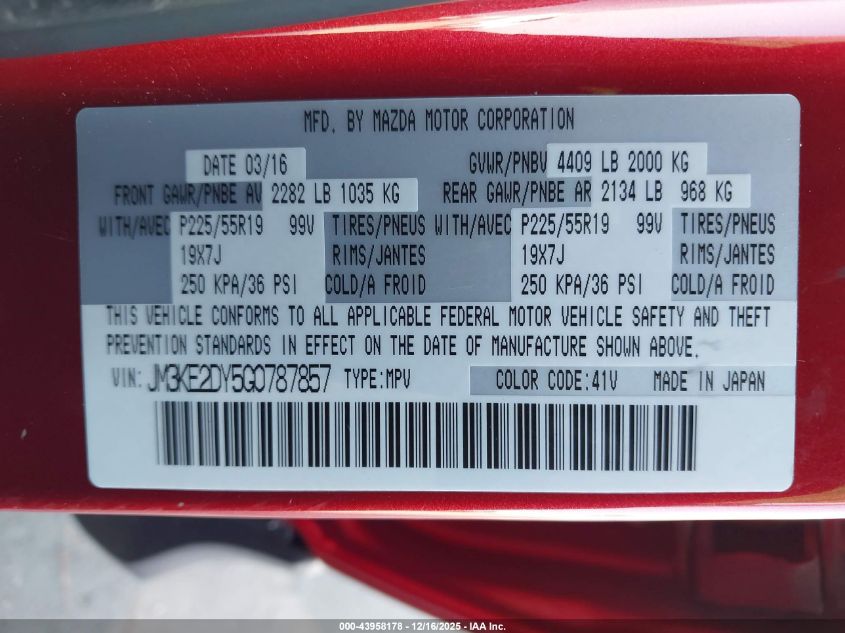 MFD. BY MAZDA MOTOR CORPORATION
DATE 03/16 GVWR/PNBV 4409 LB 2000 KG
FRONT GAWR/PNBE AV 2282 LB 1035 KG REAR GAWR/PNBE AR 2134 LB 968 KG
WITH/AVEC P225/55R19 99V TIRES/PNEUS WITH/AVEC P225/55R19 99V TIRES/PNEUS
19X7J RIMS/JANTES 19X7J RIMS/JANTES
250 KPA/36 PSI COLD/A FROID 250 KPA/36 PSI COLD/A FROID
THIS VEHICLE CONFORMS TO ALL APPLICABLE FEDERAL MOTOR VEHICLE SAFETY AND THEFT
PREVENTION STANDARDS IN EFFECT ON THE DATE OF MANUFACTURE SHOWN ABOVE.
VIN: JM3KE2DY5G0787857 TYPE:MPV COLOR CODE:41V MADE IN JAPAN
000-43958178 - 12/16/2025 - IAA Inc.